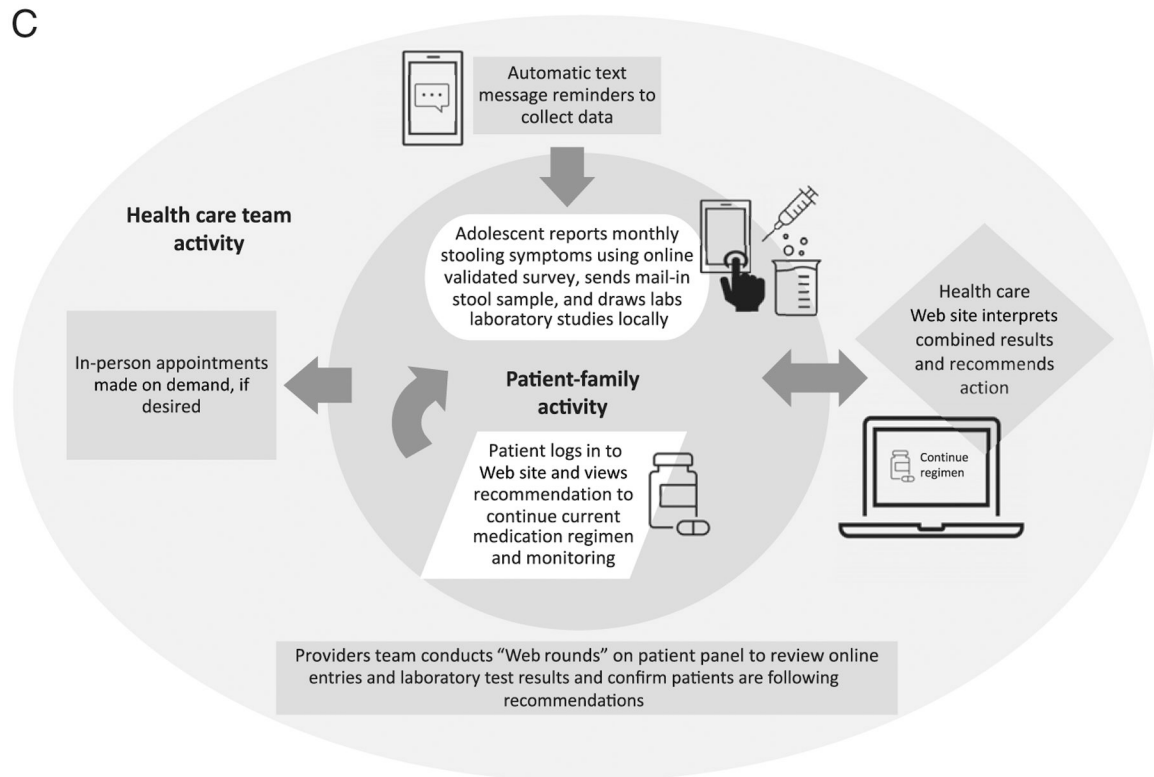 C
Automatic text
message reminders to
collect data
Health care team
activity
Adolescent reports monthly
stooling symptoms using online
validated survey, sends mail-in
stool sample, and draws labs
laboratory studies locally
Health care
Web site interprets
combined results
and recommends
action
In-person appointments
made on demand, if
desired
Patient-family
activity
Patient logs in to
Web site and views
recommendation to
continue current
medication regimen
and monitoring
Continue
regimen
Providers team conducts “Web rounds” on patient panel to review online
entries and laboratory test results and confirm patients are following
recommendations